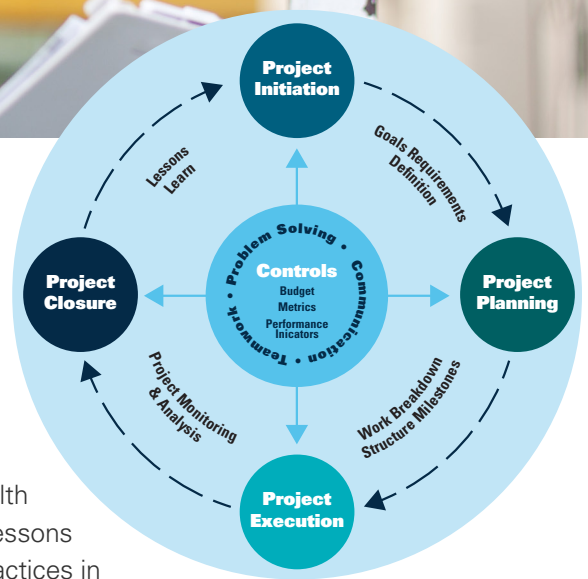 Project
Initiation
Goals Requirements
Definition
Lessons
Learn
Problem Solving • Communication • Teamwork •
Controls
Budget
Metrics
Performance
Inicators
Project
Closure
Project
Planning
Project Monitoring
& Analysis
Work Breakdown
Structure Milestones
Project
Execution
lth
essons
actices in